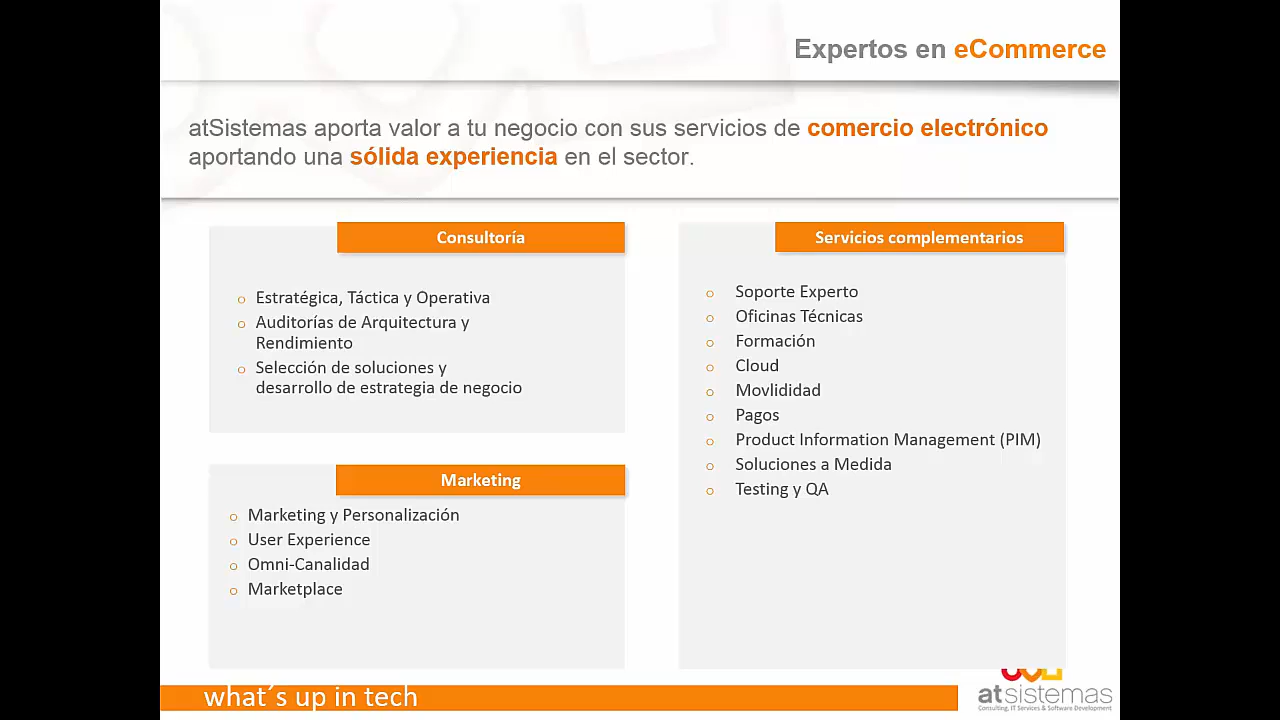 Expertos en eCommerce
atSistemas aporta valor a tu negocio con sus servicios de comercio electrónico
aportando una sólida experiencia en el sector.
Consultoría
Estratégica, Táctica y Operativa
Auditorías de Arquitectura y
Rendimiento
Selección de soluciones y
desarrollo de estrategia de negocio
Marketing
Marketing y Personalización
User Experience
Omni-Canalidad
Marketplace
Servicios complementarios
Soporte Experto
Oficinas Técnicas
Formación
Cloud
Movlididad
Pagos
Product Information Management (PIM)
Soluciones a Medida
Testing y QA
what´s up in tech
atsistemas
Consulting, IT Services & Software Development